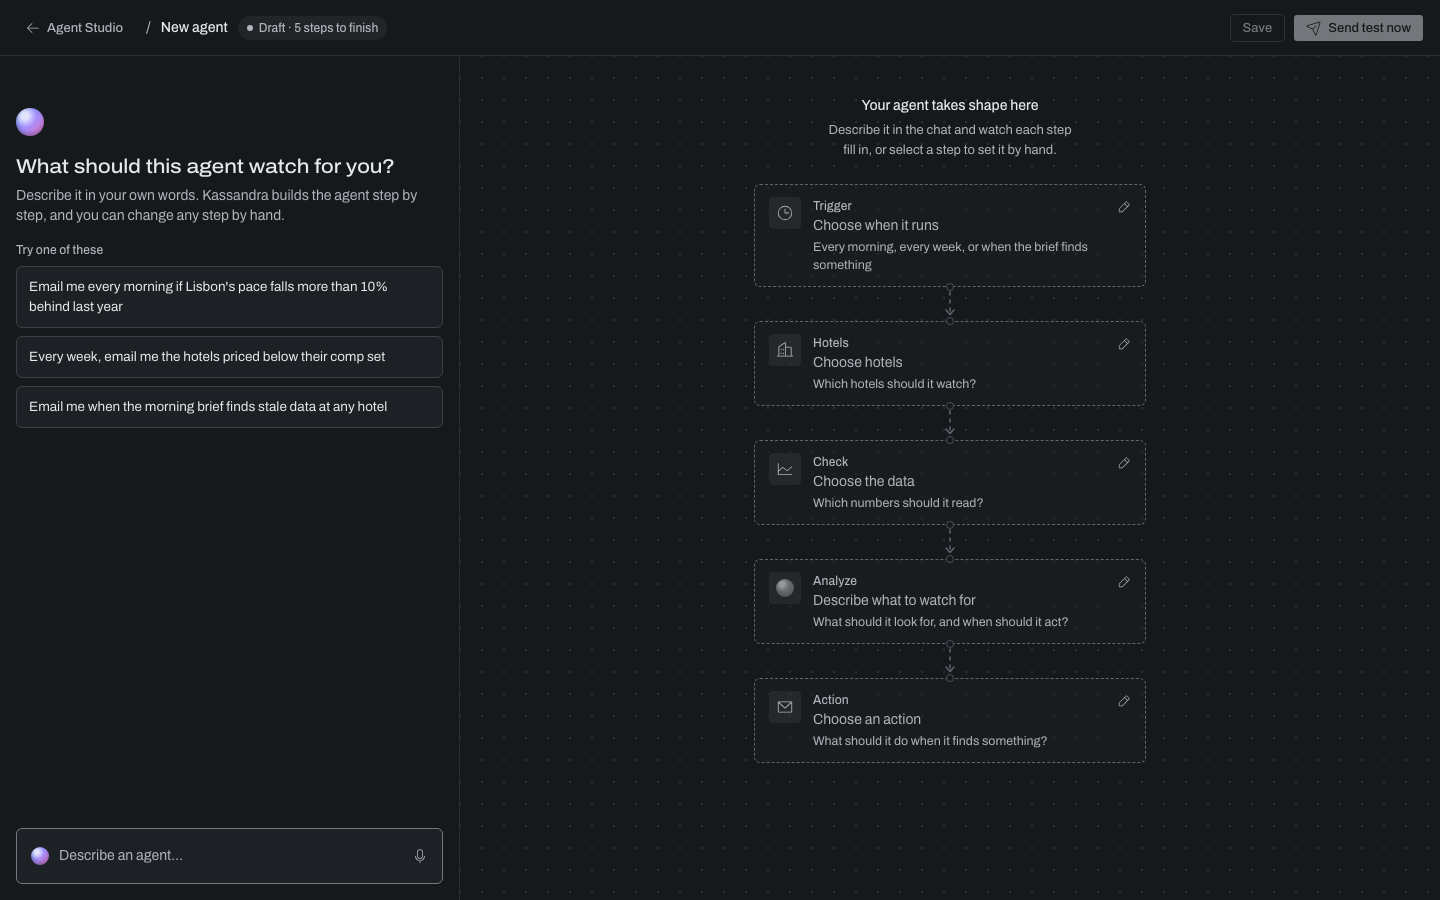 Agent Studio / New agent Draft · 5 steps to finish Save Send test now
What should this agent watch for you?
Describe it in your own words. Kassandra builds the agent step by
step, and you can change any step by hand.
Try one of these
Email me every morning if Lisbon's pace falls more than 10%
behind last year
Every week, email me the hotels priced below their comp set
Email me when the morning brief finds stale data at any hotel
Describe an agent...
Your agent takes shape here
Describe it in the chat and watch each step
fill in, or select a step to set it by hand.
Trigger
Choose when it runs
Every morning, every week, or when the brief finds
something
Hotels
Choose hotels
Which hotels should it watch?
Check
Choose the data
Which numbers should it read?
Analyze
Describe what to watch for
What should it look for, and when should it act?
Action
Choose an action
What should it do when it finds something?